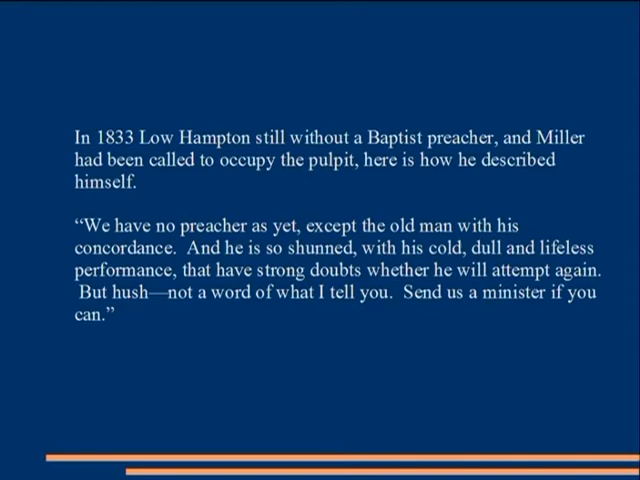 In 1833 Low Hampton still without a Baptist preacher, and Miller
had been called to occupy the pulpit, here is how he described
himself.
“We have no preacher as yet, except the old man with his
concordance.  And he is so shunned, with his cold, dull and lifeless
performance, that have strong doubts whether he will attempt again.
But hush—not a word of what I tell you.  Send us a minister if you
can.”